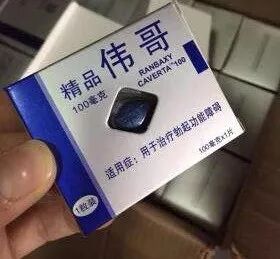 精品 伟哥
100毫克
RANBAXY
CAVERTA™100
适用症：用于治疗勃起功能障碍
100毫克×1片
1粒装